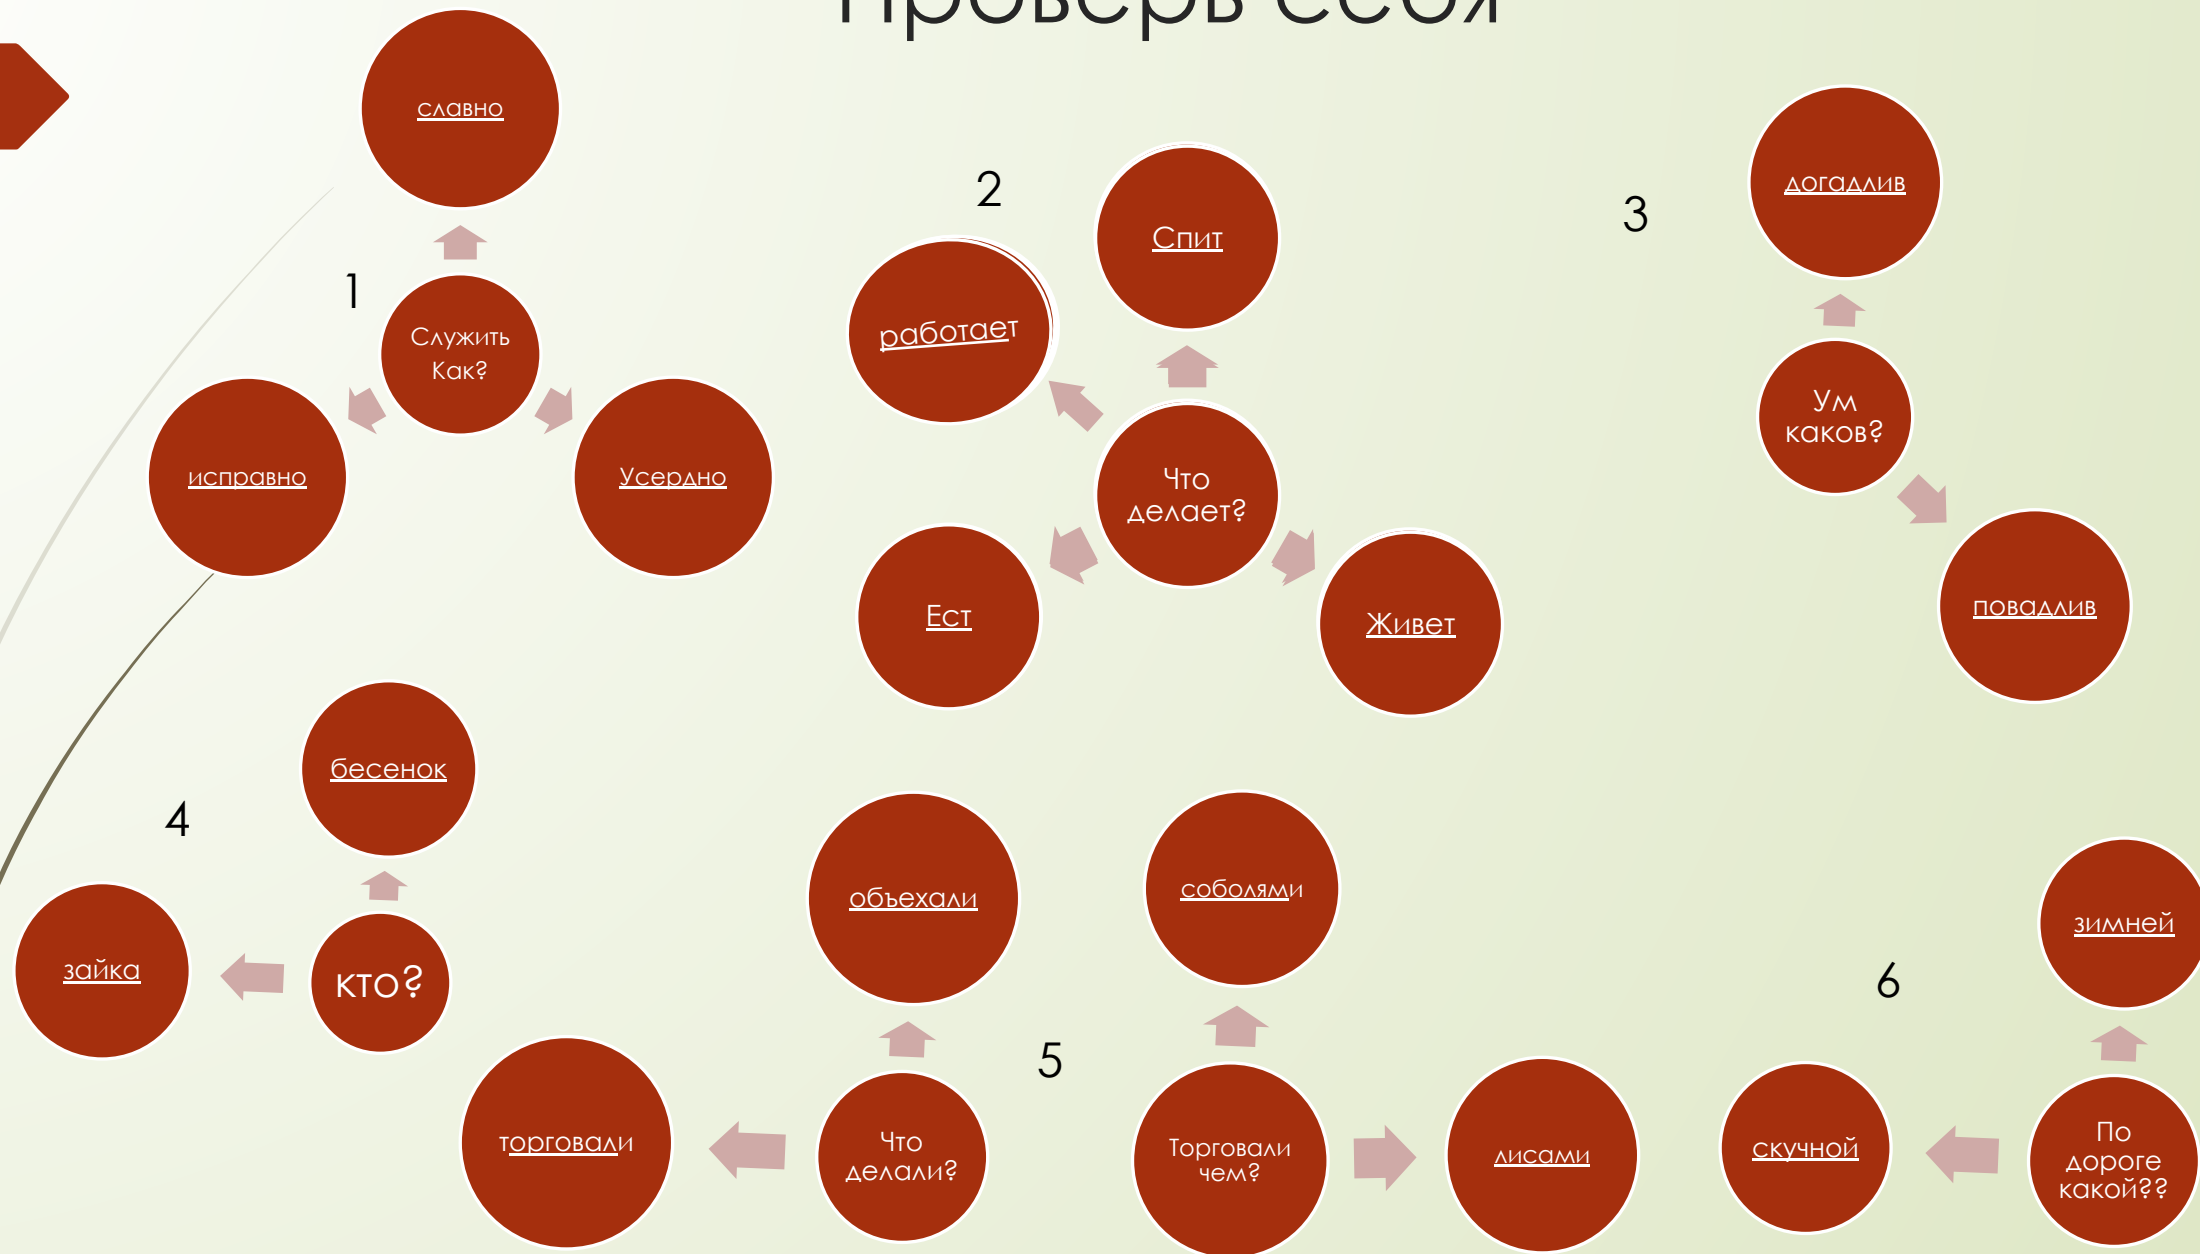 Проверь себя
1
славно
Служить
Как?
исправно
Усердно
2
Спит
работает
Что
делает?
Ест
Живет
3
догадлив
Ум
каков?
повадлив
4
бесенок
зайка
кто?
5
объехали
торговали
Что
делали?
соболями
Торговали
чем?
лисами
6
зимней
скучной
По
дороге
какой??